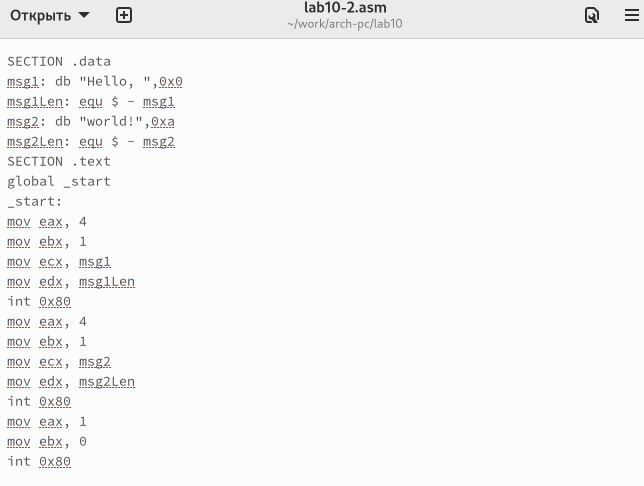 Открыть
lab10-2.asm
~/work/arch-pc/lab10
SECTION .data
msg1: db "Hello, ",0x0
msg1Len: equ $ - msg1
msg2: db "world!",0xa
msg2Len: equ $ - msg2
SECTION .text
global _start
_start:
mov eax, 4
mov ebx, 1
mov ecx, msg1
mov edx, msg1Len
int 0x80
mov eax, 4
mov ebx, 1
mov ecx, msg2
mov edx, msg2Len
int 0x80
mov eax, 1
mov ebx, 0
int 0x80